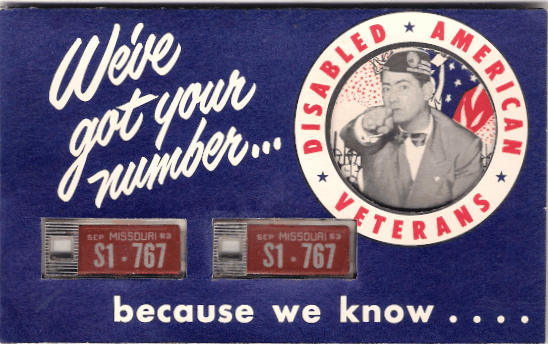 We've
got your
number...
DISABLED ★ AMERICAN ★ VETERANS ★
SEP MISSOURI 53
S1·767
SEP MISSOURI 53
S1·767
because we know . . . .